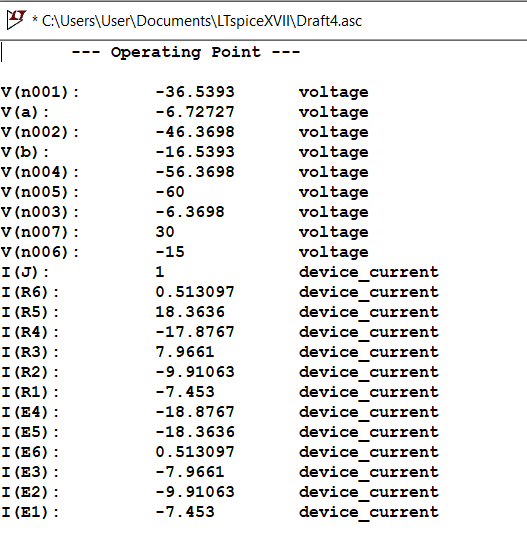 * C:\Users\User\Documents\LTspiceXVII\Draft4.asc
--- Operating Point ---
V(n001): -36.5393 voltage
V(a): -6.72727 voltage
V(n002): -46.3698 voltage
V(b): -16.5393 voltage
V(n004): -56.3698 voltage
V(n005): -60 voltage
V(n003): -6.3698 voltage
V(n007): 30 voltage
V(n006): -15 voltage
I(J): 1 device_current
I(R6): 0.513097 device_current
I(R5): 18.3636 device_current
I(R4): -17.8767 device_current
I(R3): 7.9661 device_current
I(R2): -9.91063 device_current
I(R1): -7.453 device_current
I(E4): -18.8767 device_current
I(E5): -18.3636 device_current
I(E6): 0.513097 device_current
I(E3): -7.9661 device_current
I(E2): -9.91063 device_current
I(E1): -7.453 device_current